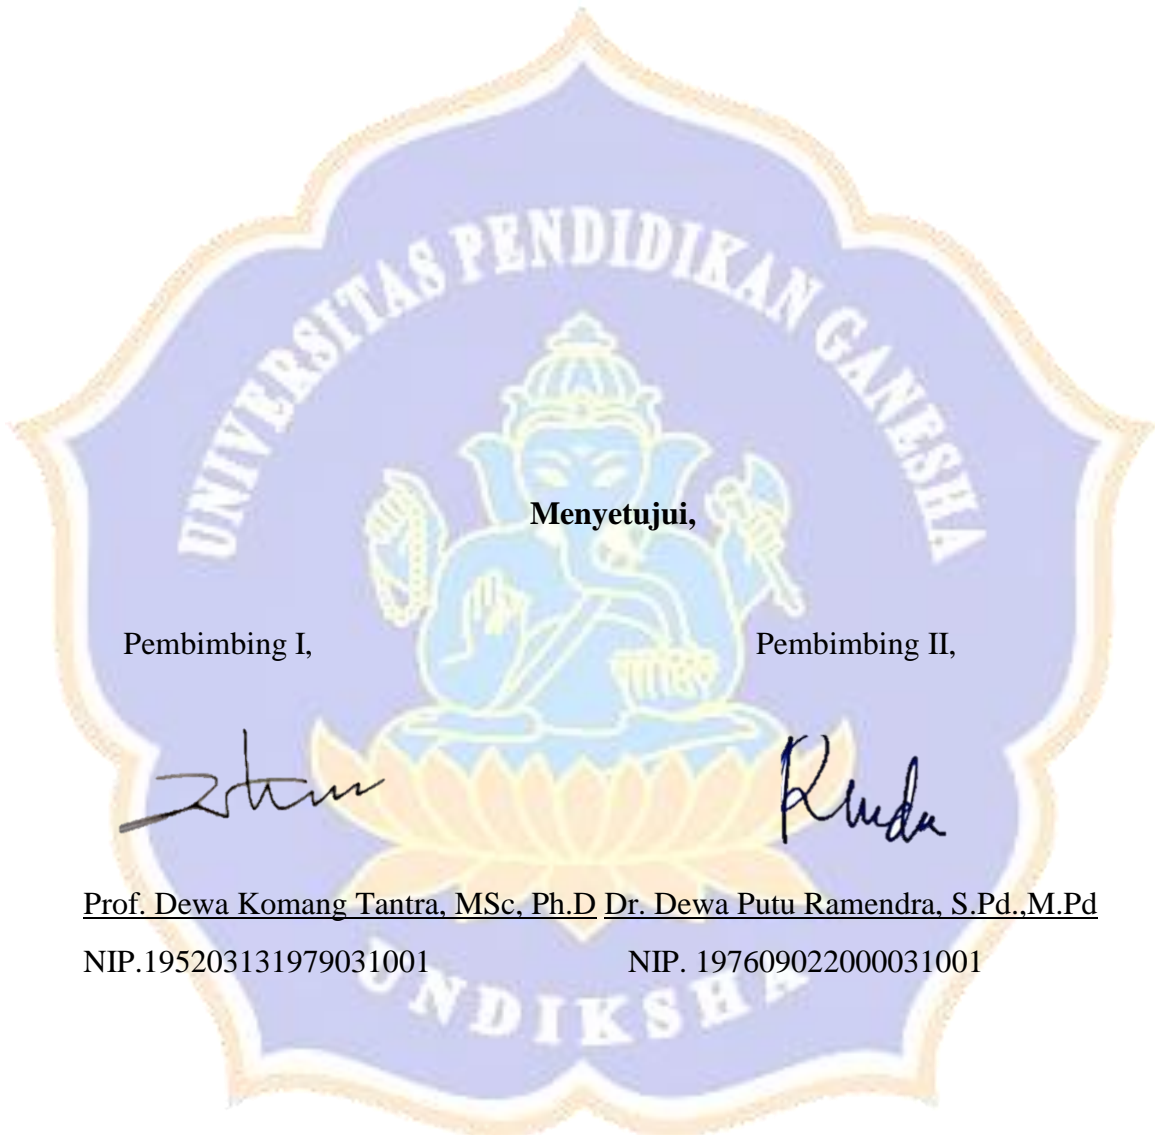 UNIVERSITAS PENDIDIKAN GANESHA
Menyetujui,
Pembimbing I, Pembimbing II,
Prof. Dewa Komang Tantra, MSc, Ph.D Dr. Dewa Putu Ramendra, S.Pd.,M.Pd
NIP.195203131979031001 NIP. 197609022000031001
UNDIKSHA